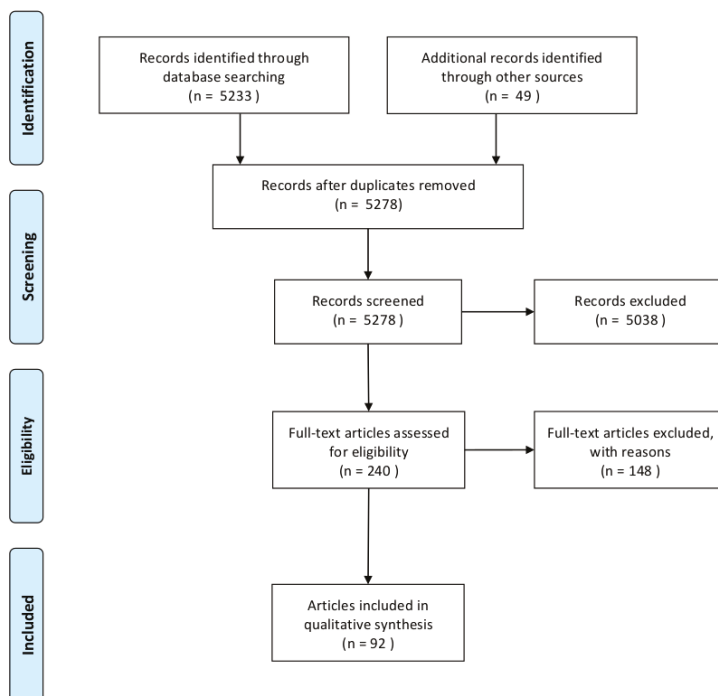 Identification
Records identified through
database searching
(n =  5233 )
Additional records identified
through other sources
(n =  49 )
Records after duplicates removed
(n =  5278)
Screening
Records screened
(n =  5278 )
Records excluded
(n =  5038 )
Eligibility
Full-text articles assessed
for eligibility
(n = 240 )
Full-text articles excluded,
with reasons
(n = 148 )
Included
Articles included in
qualitative synthesis
(n = 92 )